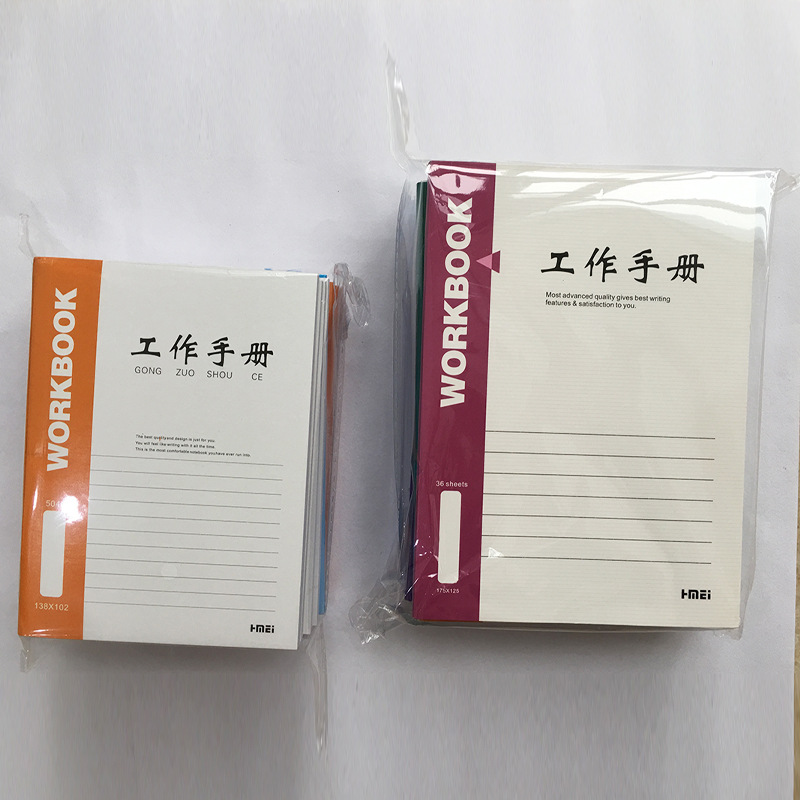 WORKBOOK
工作手册
GONG ZUO SHOU CE
The best quality and design is just for you.
You will feel like writing with it all the time.
This is the most comfortable notebook you have ever run into.
138X102
HMEi
WORKBOOK
工作手册
Most advanced quality gives best writing
features & satisfaction to you.
36 sheets
175X125
HMEi